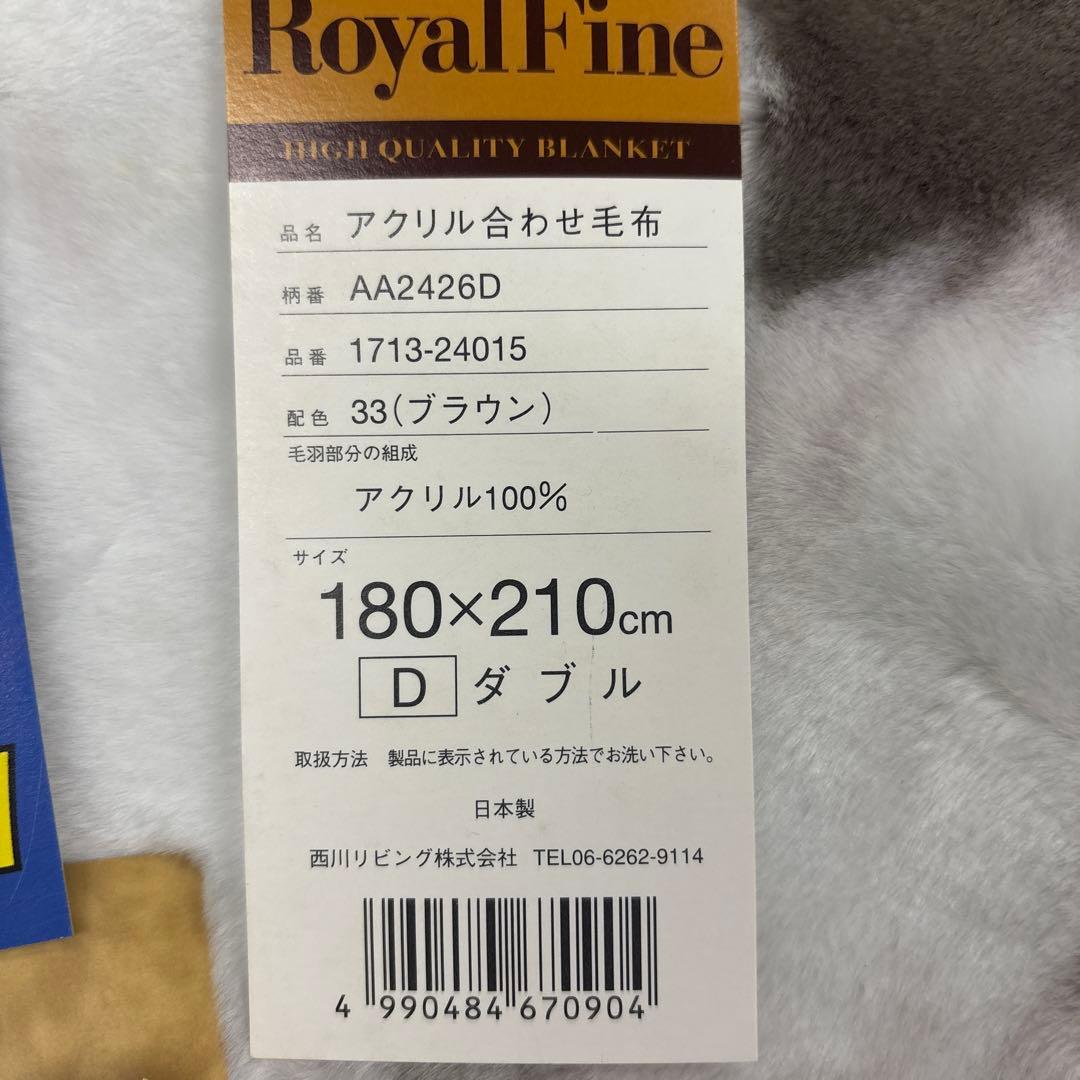 RoyalFine
HIGH QUALITY BLANKET
品名 アクリル合わせ毛布
柄番 AA2426D
品番 1713-24015
配色 33(ブラウン)
毛羽部分の組成
アクリル100%
サイズ
180×210cm
D ダブル
取扱方法 製品に表示されている方法でお洗い下さい。
日本製
西川リビング株式会社 TEL06-6262-9114
4 990484 670904